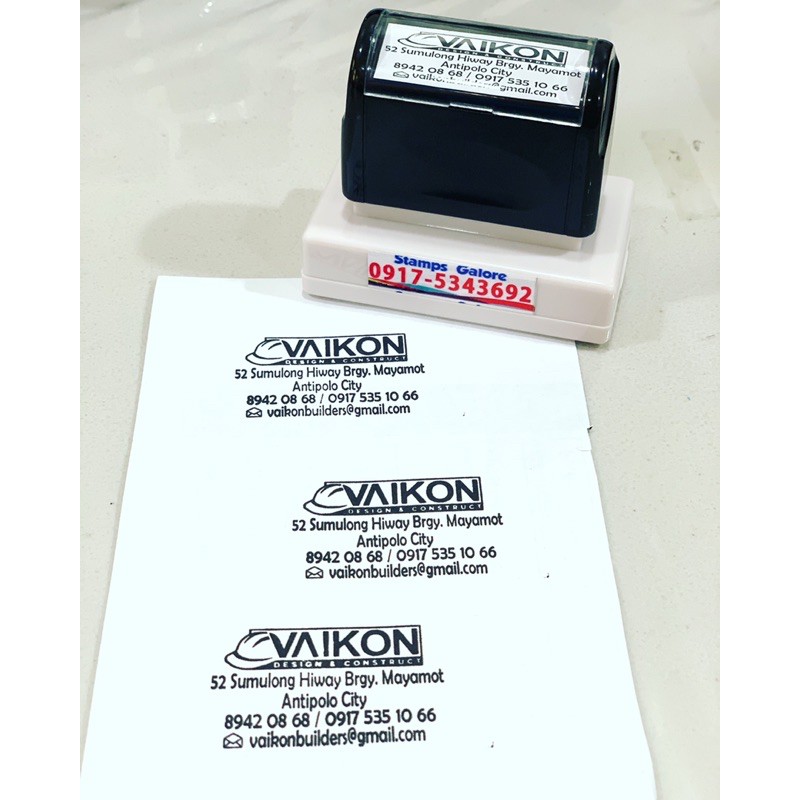 VAIKON
DESIGN & CONSTRUCT
52 Sumulong Hiway Brgy. Mayamot
Antipolo City
8942 08 68 / 0917 535 10 66
vaikonbuilders@gmail.com
Stamps Galore
0917-5343692
VAIKON
DESIGN & CONSTRUCT
52 Sumulong Hiway Brgy. Mayamot
Antipolo City
8942 08 68 / 0917 535 10 66
vaikonbuilders@gmail.com
VAIKON
DESIGN & CONSTRUCT
52 Sumulong Hiway Brgy. Mayamot
Antipolo City
8942 08 68 / 0917 535 10 66
vaikonbuilders@gmail.com
VAIKON
DESIGN & CONSTRUCT
52 Sumulong Hiway Brgy. Mayamot
Antipolo City
8942 08 68 / 0917 535 10 66
vaikonbuilders@gmail.com